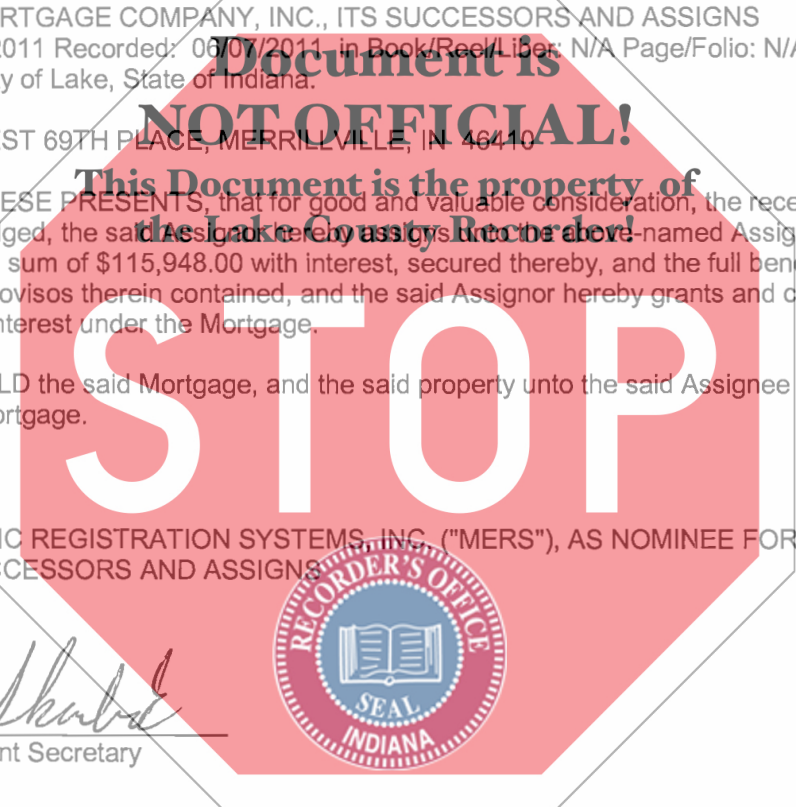 RTGAGE COMPANY, INC., ITS SUCCESSORS AND ASSIGNS
011 Recorded: 06/07/2011 in Book/Reel/Liber: N/A Page/Folio: N/A
y of Lake, State of Indiana.
Document is
NOT OFFICIAL!
EST 69TH PLACE, MERRILLVILLE, IN 46410
This Document is the property of
the Lake County Recorder!
ESE PRESENTS, that for good and valuable consideration, the rece
ged, the said Assignor hereby assigns unto the above-named Assig
sum of $115,948.00 with interest, secured thereby, and the full ben
ovisos therein contained, and the said Assignor hereby grants and c
nterest under the Mortgage.
STOP
LD the said Mortgage, and the said property unto the said Assignee
ortgage.
IC REGISTRATION SYSTEMS, INC. ("MERS"), AS NOMINEE FOR
CCESSORS AND ASSIGNS
RECORDER'S OFFICE
SEAL
INDIANA
nt Secretary